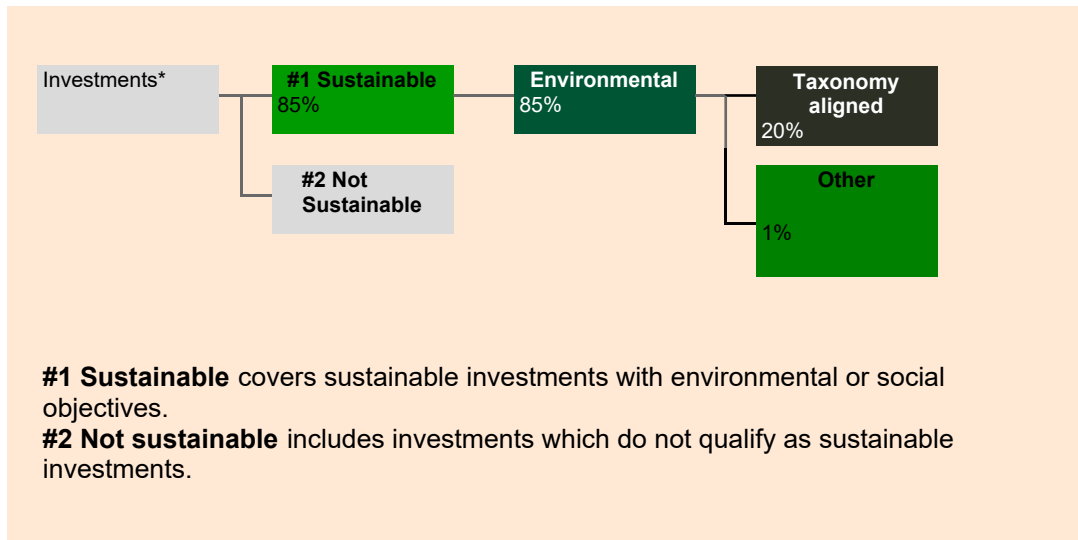 Investments*
#1 Sustainable
85%
Environmental
85%
Taxonomy
aligned
20%
#2 Not
Sustainable
Other
1%
#1 Sustainable covers sustainable investments with environmental or social
objectives.
#2 Not sustainable includes investments which do not qualify as sustainable
investments.